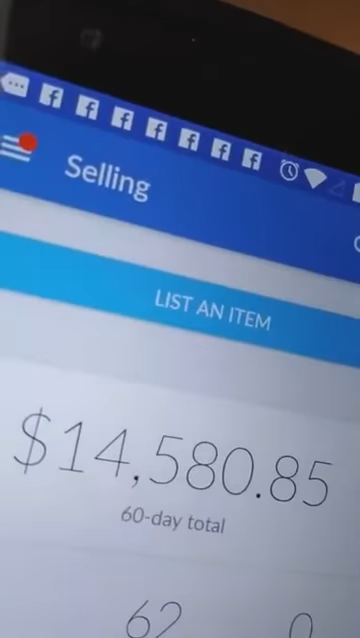 Selling
LIST AN ITEM
$14,580.85
60-day total
62 0